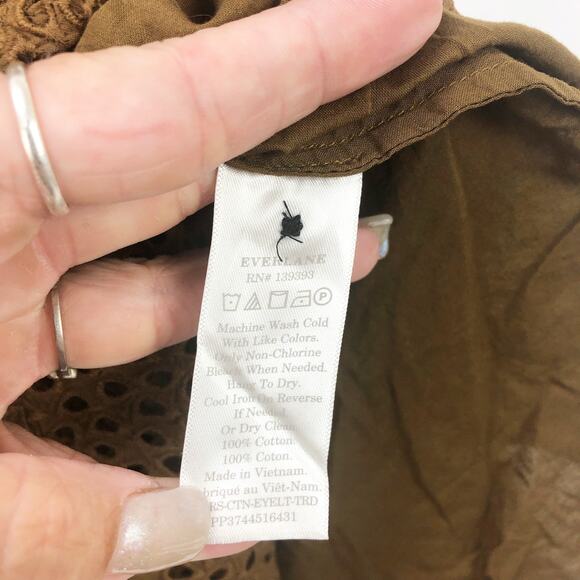 EVERLANE
RN# 139393
Machine Wash Cold
With Like Colors.
Only Non-Chlorine
Bleach When Needed.
Hang To Dry.
Cool Iron On Reverse
If Needed
Or Dry Clean.
100% Cotton.
100% Coton.
Made in Vietnam.
briqué au Viêt-Nam.
RS-CTN-EYELT-TRD
PP3744516431